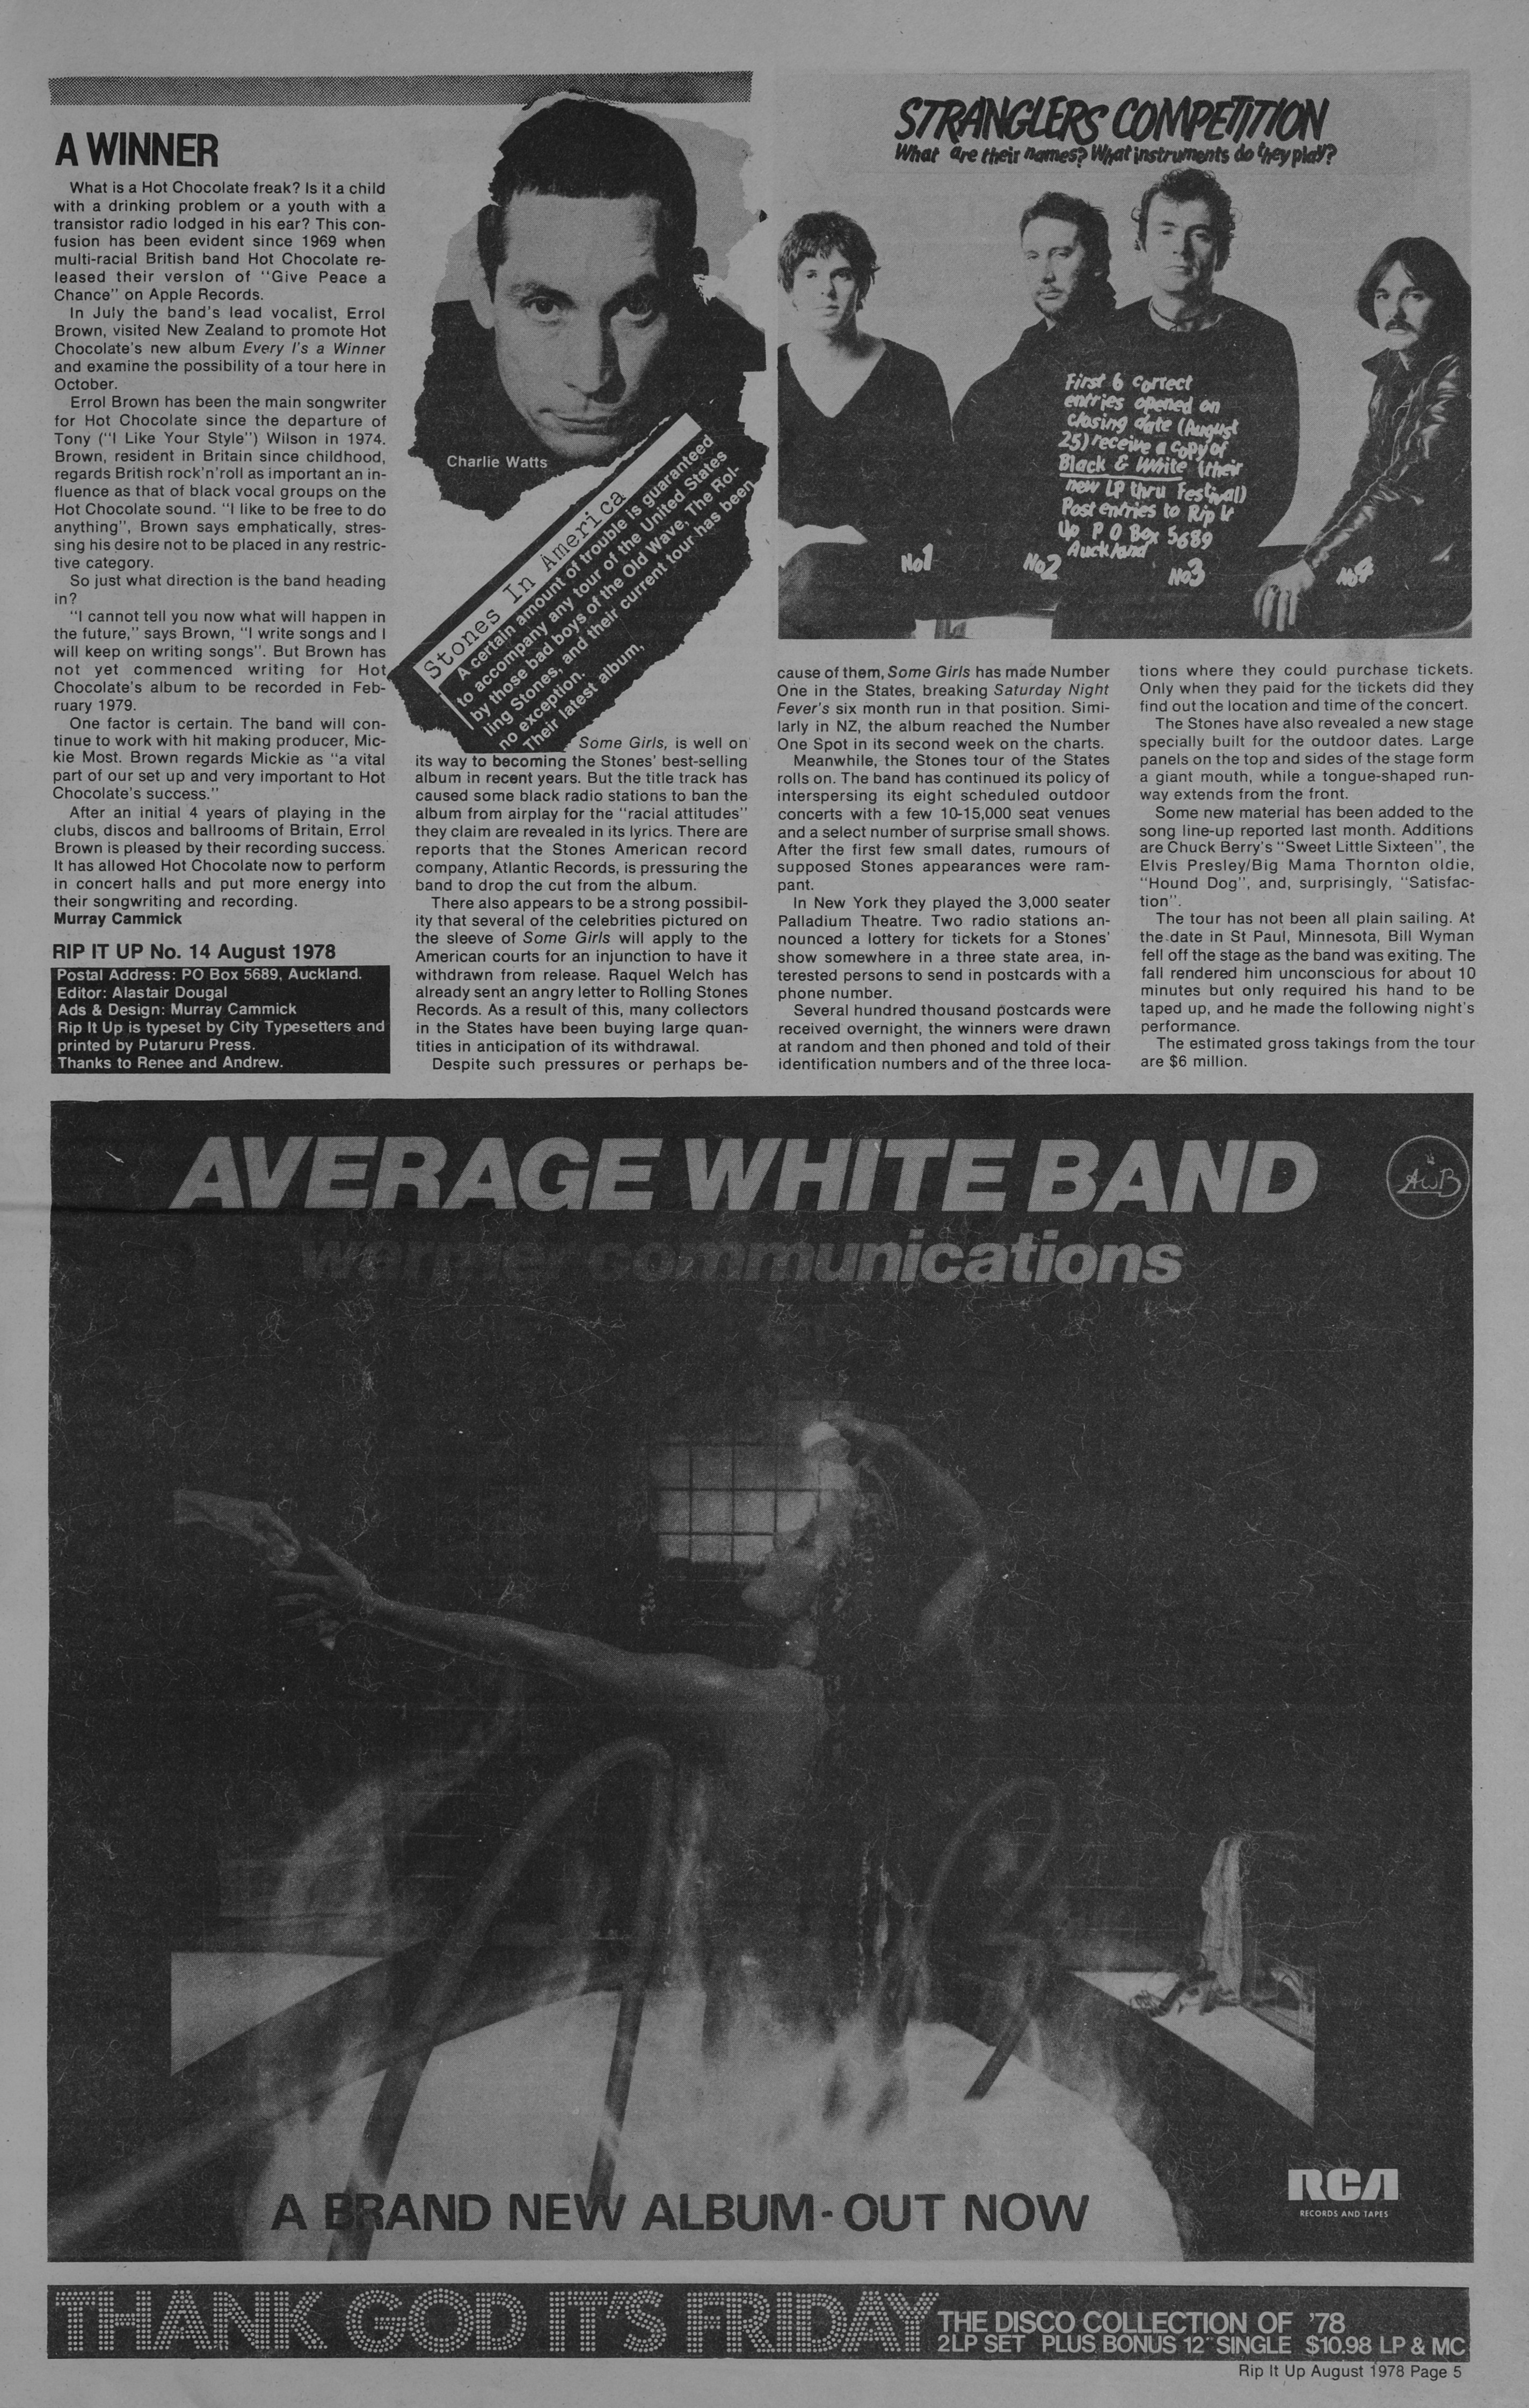 A WINNER
What is a Hot Chocolate freak? Is it a child
with a drinking problem or a youth with a
transistor radio lodged in his ear? This con-
fusion has been evident since 1969 when
multi-racial British band Hot Chocolate re-
leased their version of "Give Peace a
Chance" on Apple Records.
In July the band's lead vocalist, Errol
Brown, visited New Zealand to promote Hot
Chocolate's new album Every I's a Winner
and examine the possibility of a tour here in
October.
Errol Brown has been the main songwriter
for Hot Chocolate since the departure of
Tony ("I Like Your Style") Wilson in 1974.
Brown, resident in Britain since childhood,
regards British rock'n'roll as important an in-
fluence as that of black vocal groups on the
Hot Chocolate sound. "I like to be free to do
anything", Brown says emphatically, stres-
sing his desire not to be placed in any restric-
tive category.
So just what direction is the band heading
in?
"I cannot tell you now what will happen in
the future," says Brown, "I write songs and I
will keep on writing songs". But Brown has
not yet commenced writing for Hot
Chocolate's album to be recorded in Feb-
ruary 1979.
One factor is certain. The band will con-
tinue to work with hit making producer, Mic-
kie Most. Brown regards Mickie as "a vital
part of our set up and very important to Hot
Chocolate's success."
After an initial 4 years of playing in the
clubs, discos and ballrooms of Britain, Errol
Brown is pleased by their recording success.
It has allowed Hot Chocolate now to perform
in concert halls and put more energy into
their songwriting and recording.
Murray Cammick
RIP IT UP No. 14 August 1978
Postal Address: PO Box 5689, Auckland.
Editor: Alastair Dougal
Ads & Design: Murray Cammick
Rip It Up is typeset by City Typesetters and
printed by Putaruru Press.
Thanks to Renee and Andrew.
Charlie Watts
Stones In America
A certain amount of trouble is guaranteed
to accompany any tour of the United States
by those bad boys of the Old Wave, The Rol-
ling Stones, and their current tour has been
no exception.
Their latest album,
Some Girls, is well on
its way to becoming the Stones' best-selling
album in recent years. But the title track has
caused some black radio stations to ban the
album from airplay for the "racial attitudes"
they claim are revealed in its lyrics. There are
reports that the Stones American record
company, Atlantic Records, is pressuring the
band to drop the cut from the album.
There also appears to be a strong possibil-
ity that several of the celebrities pictured on
the sleeve of Some Girls will apply to the
American courts for an injunction to have it
withdrawn from release. Raquel Welch has
already sent an angry letter to Rolling Stones
Records. As a result of this, many collectors
in the States have been buying large quan-
tities in anticipation of its withdrawal.
Despite such pressures or perhaps be-
STRANGLERS COMPETITION
What are their names? What instruments do they play?
First 6 correct
entries opened on
closing date (August
25) receive a copy of
Black & White (their
new LP thru Festival)
Post entries to Rip It
Up P O Box 5689
Auckland
No1
No2
No3
No4
cause of them, Some Girls has made Number
One in the States, breaking Saturday Night
Fever's six month run in that position. Simi-
larly in NZ, the album reached the Number
One Spot in its second week on the charts.
Meanwhile, the Stones tour of the States
rolls on. The band has continued its policy of
interspersing its eight scheduled outdoor
concerts with a few 10-15,000 seat venues
and a select number of surprise small shows.
After the first few small dates, rumours of
supposed Stones appearances were ram-
pant.
In New York they played the 3,000 seater
Palladium Theatre. Two radio stations an-
nounced a lottery for tickets for a Stones'
show somewhere in a three state area, in-
terested persons to send in postcards with a
phone number.
Several hundred thousand postcards were
received overnight, the winners were drawn
at random and then phoned and told of their
identification numbers and of the three loca-
tions where they could purchase tickets.
Only when they paid for the tickets did they
find out the location and time of the concert.
The Stones have also revealed a new stage
specially built for the outdoor dates. Large
panels on the top and sides of the stage form
a giant mouth, while a tongue-shaped run-
way extends from the front.
Some new material has been added to the
song line-up reported last month. Additions
are Chuck Berry's "Sweet Little Sixteen", the
Elvis Presley/Big Mama Thornton oldie,
"Hound Dog", and, surprisingly, "Satisfac-
tion".
The tour has not been all plain sailing. At
the date in St Paul, Minnesota, Bill Wyman
fell off the stage as the band was exiting. The
fall rendered him unconscious for about 10
minutes but only required his hand to be
taped up, and he made the following night's
performance.
The estimated gross takings from the tour
are $6 million.
AVERAGE WHITE BAND
AWB
warmer communications
A BRAND NEW ALBUM - OUT NOW
RCA
RECORDS AND TAPES
THANK GOD IT'S FRIDAY
THE DISCO COLLECTION OF '78
2LP SET PLUS BONUS 12" SINGLE $10.98 LP & MC
Rip It Up August 1978 Page 5